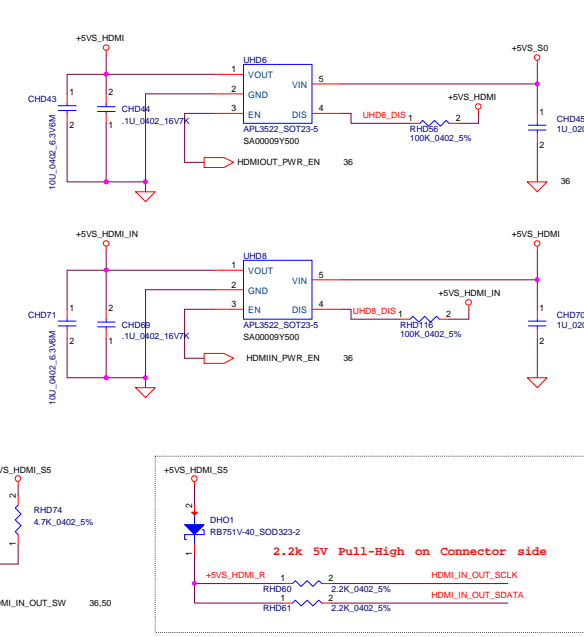 +5VS_HDMI
+5VS_S0
UHD6
1
VOUT
VIN
5
2
GND
3
EN
DIS
4
UHD6_DIS
1
2
+5VS_HDMI
RHD56
100K_0402_5%
APL3522_SOT23-5
SA00009Y500
HDMIOUT_PWR_EN
36
CHD43
1
2
10U_0402_6.3V6M
2
CHD44
.1U_0402_16V7K
1
1
CHD45
2
36
+5VS_HDMI_IN
+5VS_HDMI
UHD8
1
VOUT
VIN
5
2
GND
3
EN
DIS
4
UHD8_DIS
1
2
+5VS_HDMI_IN
RHD116
100K_0402_5%
APL3522_SOT23-5
SA00009Y500
HDMIIN_PWR_EN
36
CHD71
1
2
10U_0402_6.3V6M
2
CHD69
.1U_0402_16V7K
1
1
CHD70
2
VS_HDMI_S5
2
RHD74
4.7K_0402_5%
1
MI_IN_OUT_SW
36,50
+5VS_HDMI_S5
2
DHO1
RB751V-40_SOD323-2
1
2.2k 5V Pull-High on Connector side
+5VS_HDMI_R
1
2
HDMI_IN_OUT_SCLK
RHD60
2.2K_0402_5%
1
2
HDMI_IN_OUT_SDATA
RHD61
2.2K_0402_5%